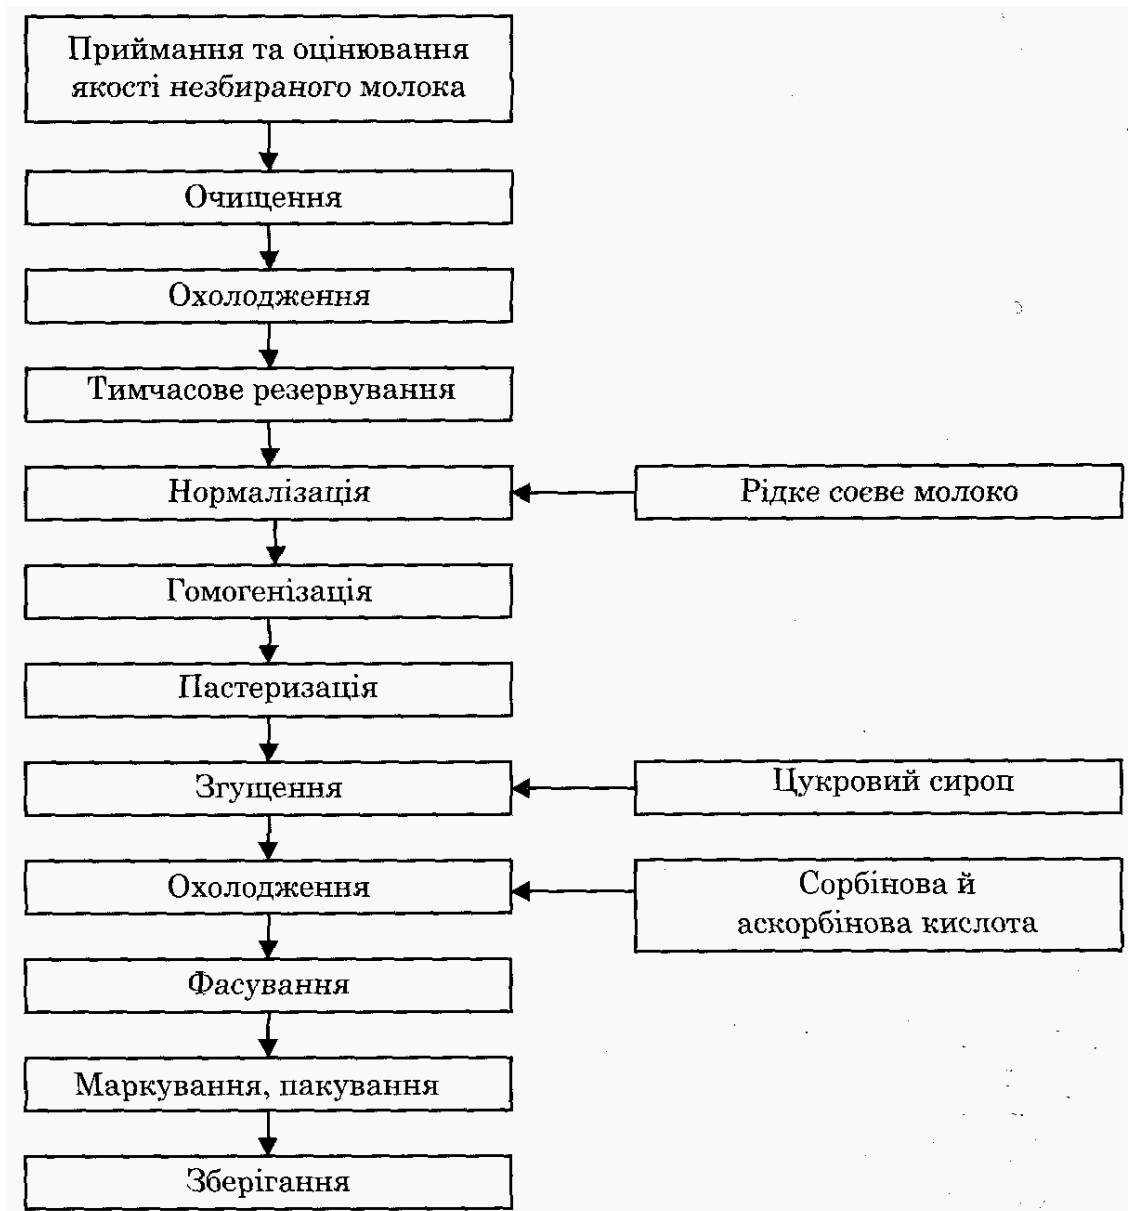 Приймання та оцінювання
якості незбираного молока
Очищення
Охолодження
Тимчасове резервування
Нормалізація
Рідке соєве молоко
Гомогенізація
Пастеризація
Згущення
Цукровий сироп
Охолодження
Сорбінова й
аскорбінова кислота
Фасування
Маркування, пакування
Зберігання